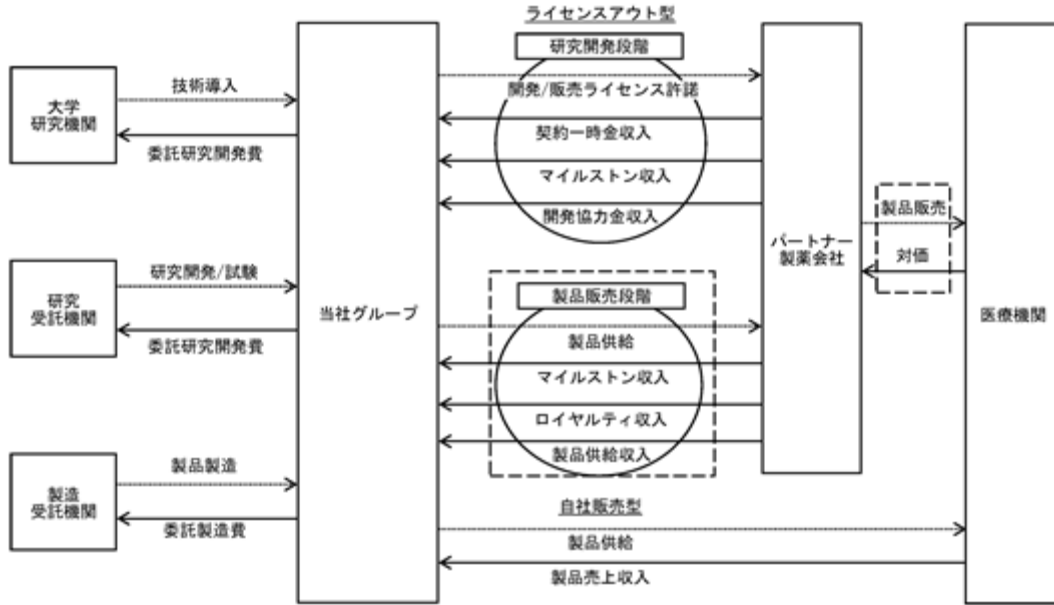 ライセンスアウト型
研究開発段階
大学
研究機関
技術導入
委託研究開発費
開発/販売ライセンス許諾
契約一時金収入
マイルストン収入
開発協力金収入
製品販売
対価
パートナー
製薬会社
研究
受託機関
研究開発/試験
委託研究開発費
当社グループ
製品販売段階
製品供給
マイルストン収入
ロイヤルティ収入
製品供給収入
医療機関
製造
受託機関
製品製造
委託製造費
自社販売型
製品供給
製品売上収入